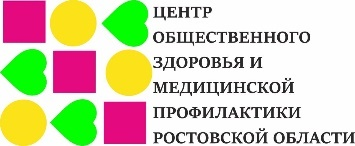 ЦЕНТР
ОБЩЕСТВЕННОГО
ЗДОРОВЬЯ И
МЕДИЦИНСКОЙ
ПРОФИЛАКТИКИ
РОСТОВСКОЙ ОБЛАСТИ